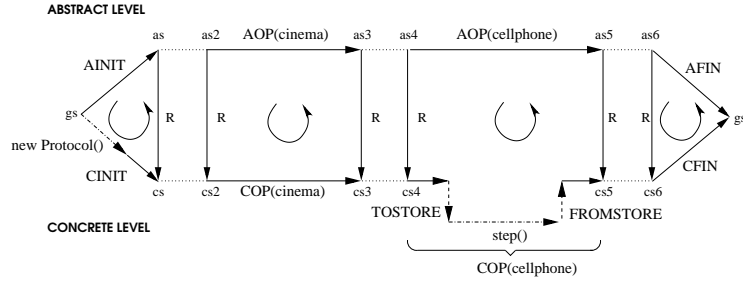 ABSTRACT LEVEL
as as2 AOP(cinema) as3 as4 AOP(cellphone) as5 as6
AINIT AFIN
gs R R R R R R gs
new Protocol()
CINIT CFIN
cs cs2 COP(cinema) cs3 cs4 cs5 cs6
TOSTORE FROMSTORE
CONCRETE LEVEL
step()
COP(cellphone)